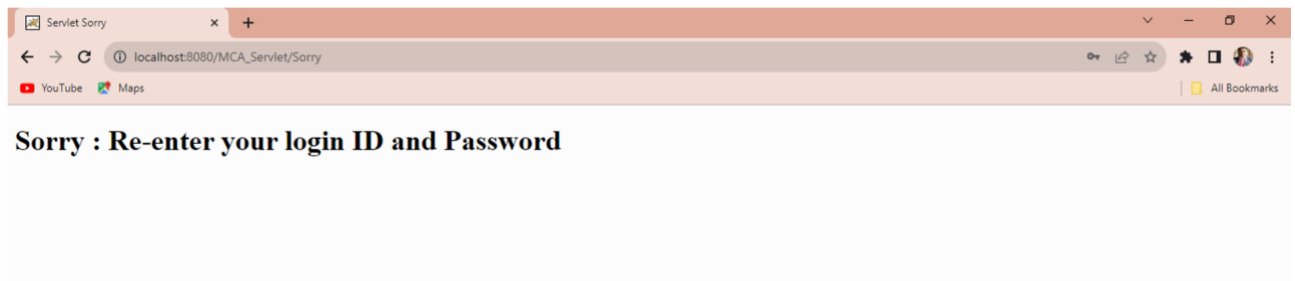 Servlet Sorry
localhost:8080/MCA_Servlet/Sorry
YouTube Maps All Bookmarks
Sorry : Re-enter your login ID and Password